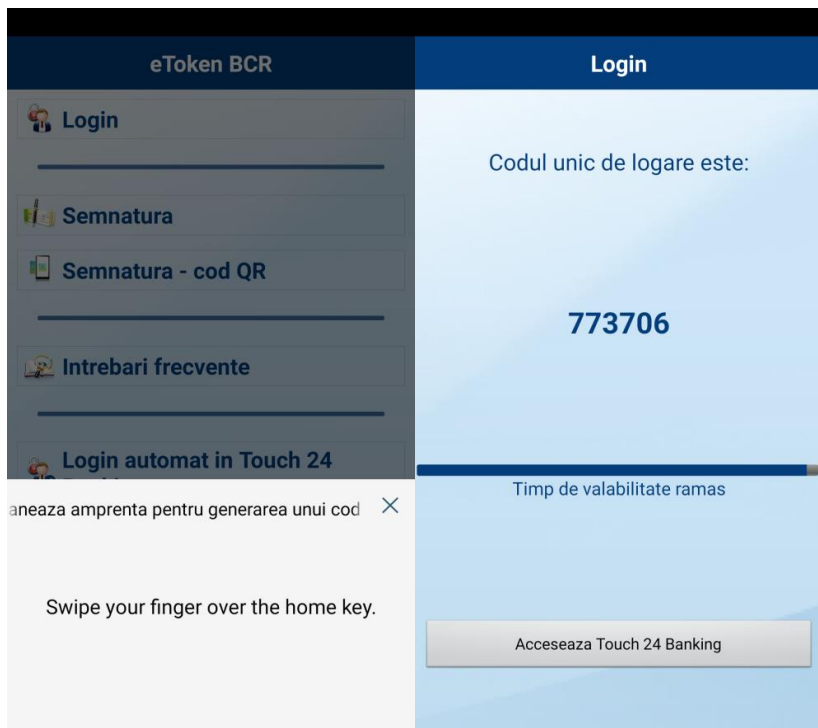 eToken BCR
Login
Semnatura
Semnatura - cod QR
Intrebari frecvente
Login automat in Touch 24
aneaza amprenta pentru generarea unui cod
Swipe your finger over the home key.
Login
Codul unic de logare este:
773706
Timp de valabilitate ramas
Acceseaza Touch 24 Banking